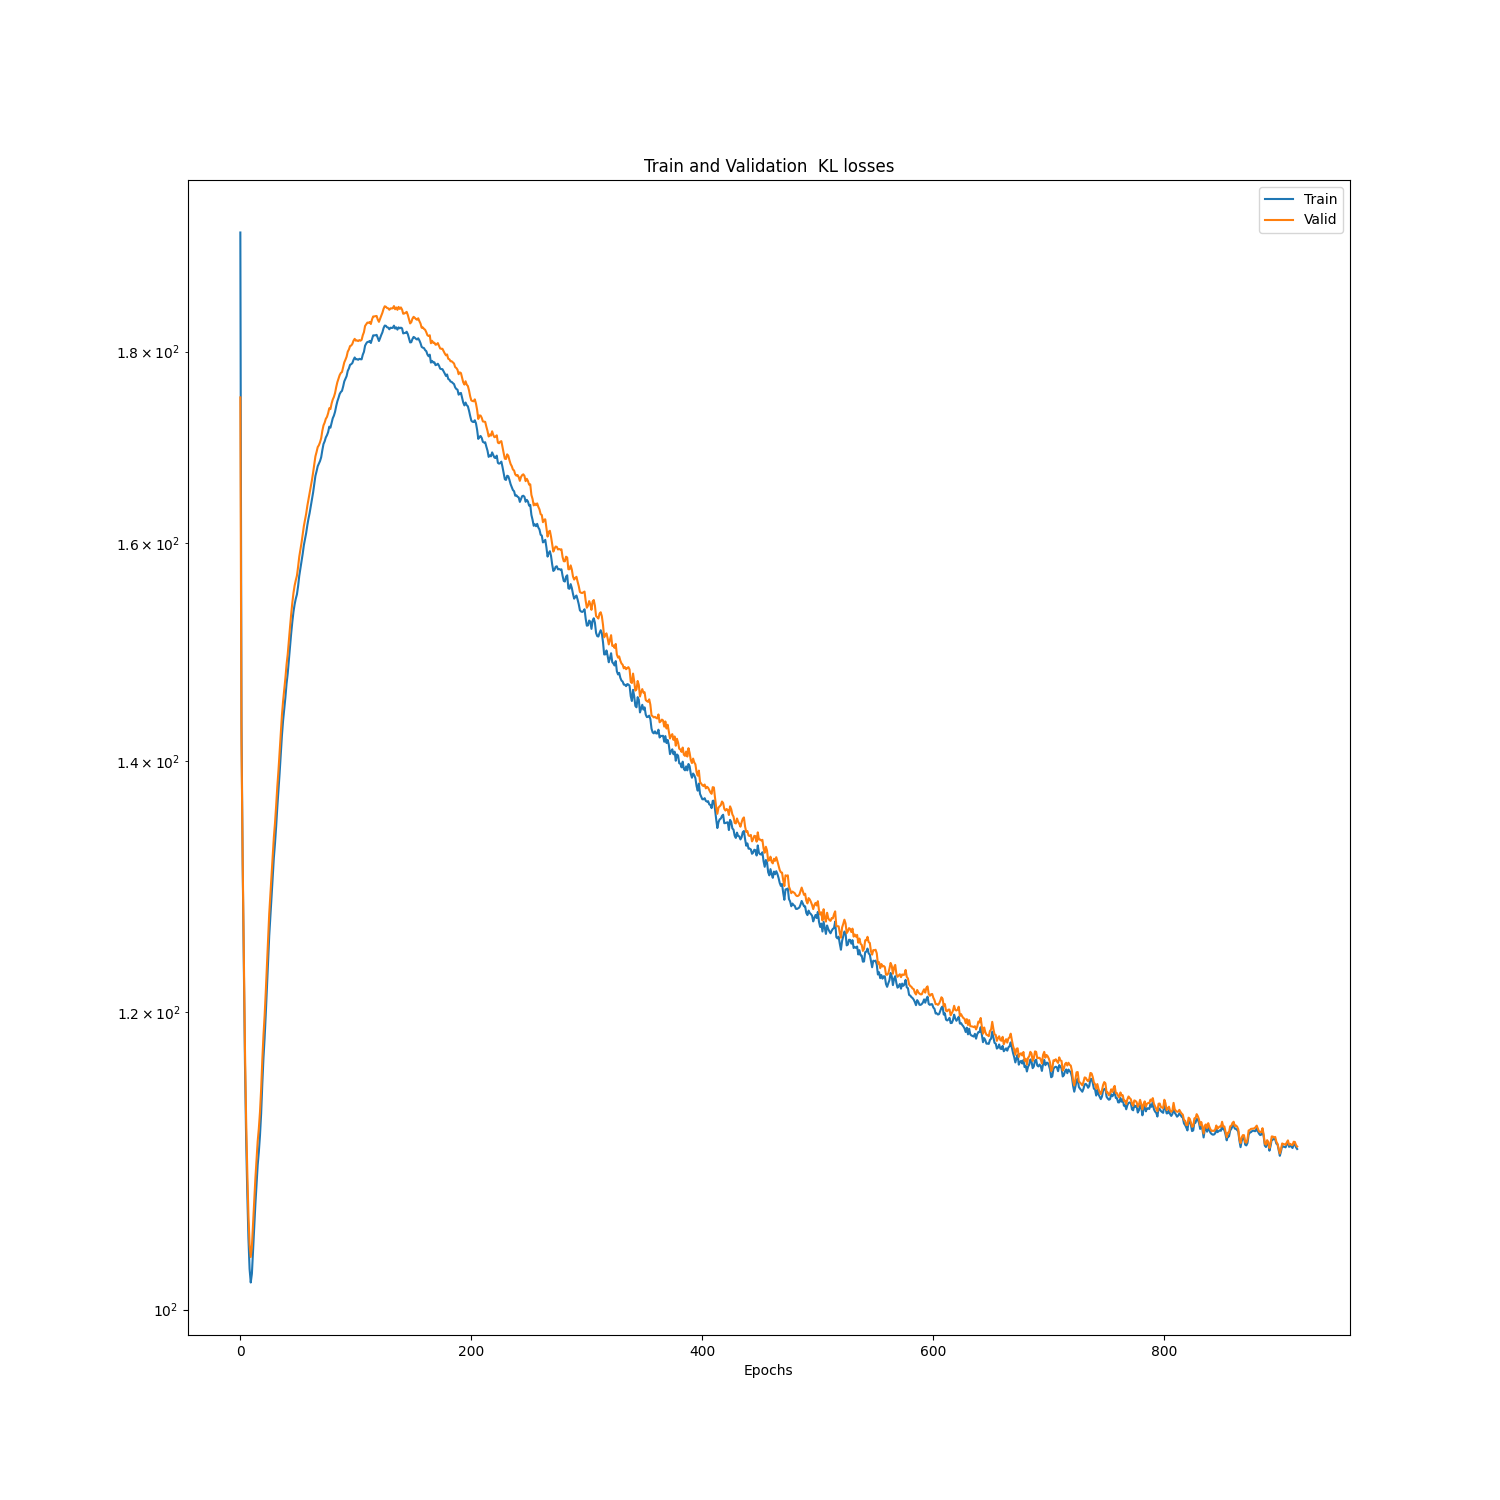 Train and Validation  KL losses
Train
Valid
1.8 × 10²
1.6 × 10²
1.4 × 10²
1.2 × 10²
10²
0 200 400 600 800
Epochs